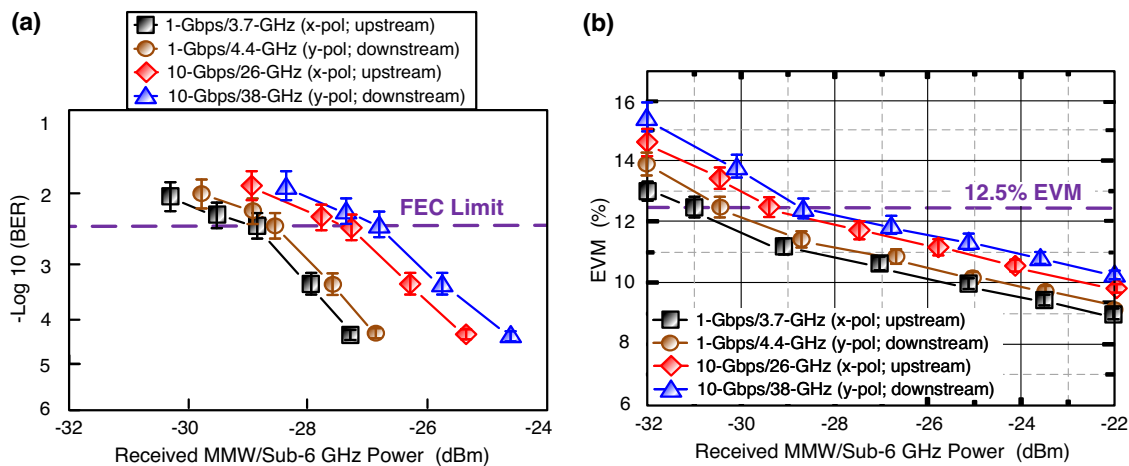 (a)
1-Gbps/3.7-GHz (x-pol; upstream)
1-Gbps/4.4-GHz (y-pol; downstream)
10-Gbps/26-GHz (x-pol; upstream)
10-Gbps/38-GHz (y-pol; downstream)
1
2
3
4
5
6
-Log 10 (BER)
FEC Limit
-32
-30
-28
-26
-24
Received MMW/Sub-6 GHz Power (dBm)
(b)
16
14
12
10
8
6
EVM (%)
12.5% EVM
1-Gbps/3.7-GHz (x-pol; upstream)
1-Gbps/4.4-GHz (y-pol; downstream)
10-Gbps/26-GHz (x-pol; upstream)
10-Gbps/38-GHz (y-pol; downstream)
-32
-30
-28
-26
-24
-22
Received MMW/Sub-6 GHz Power (dBm)